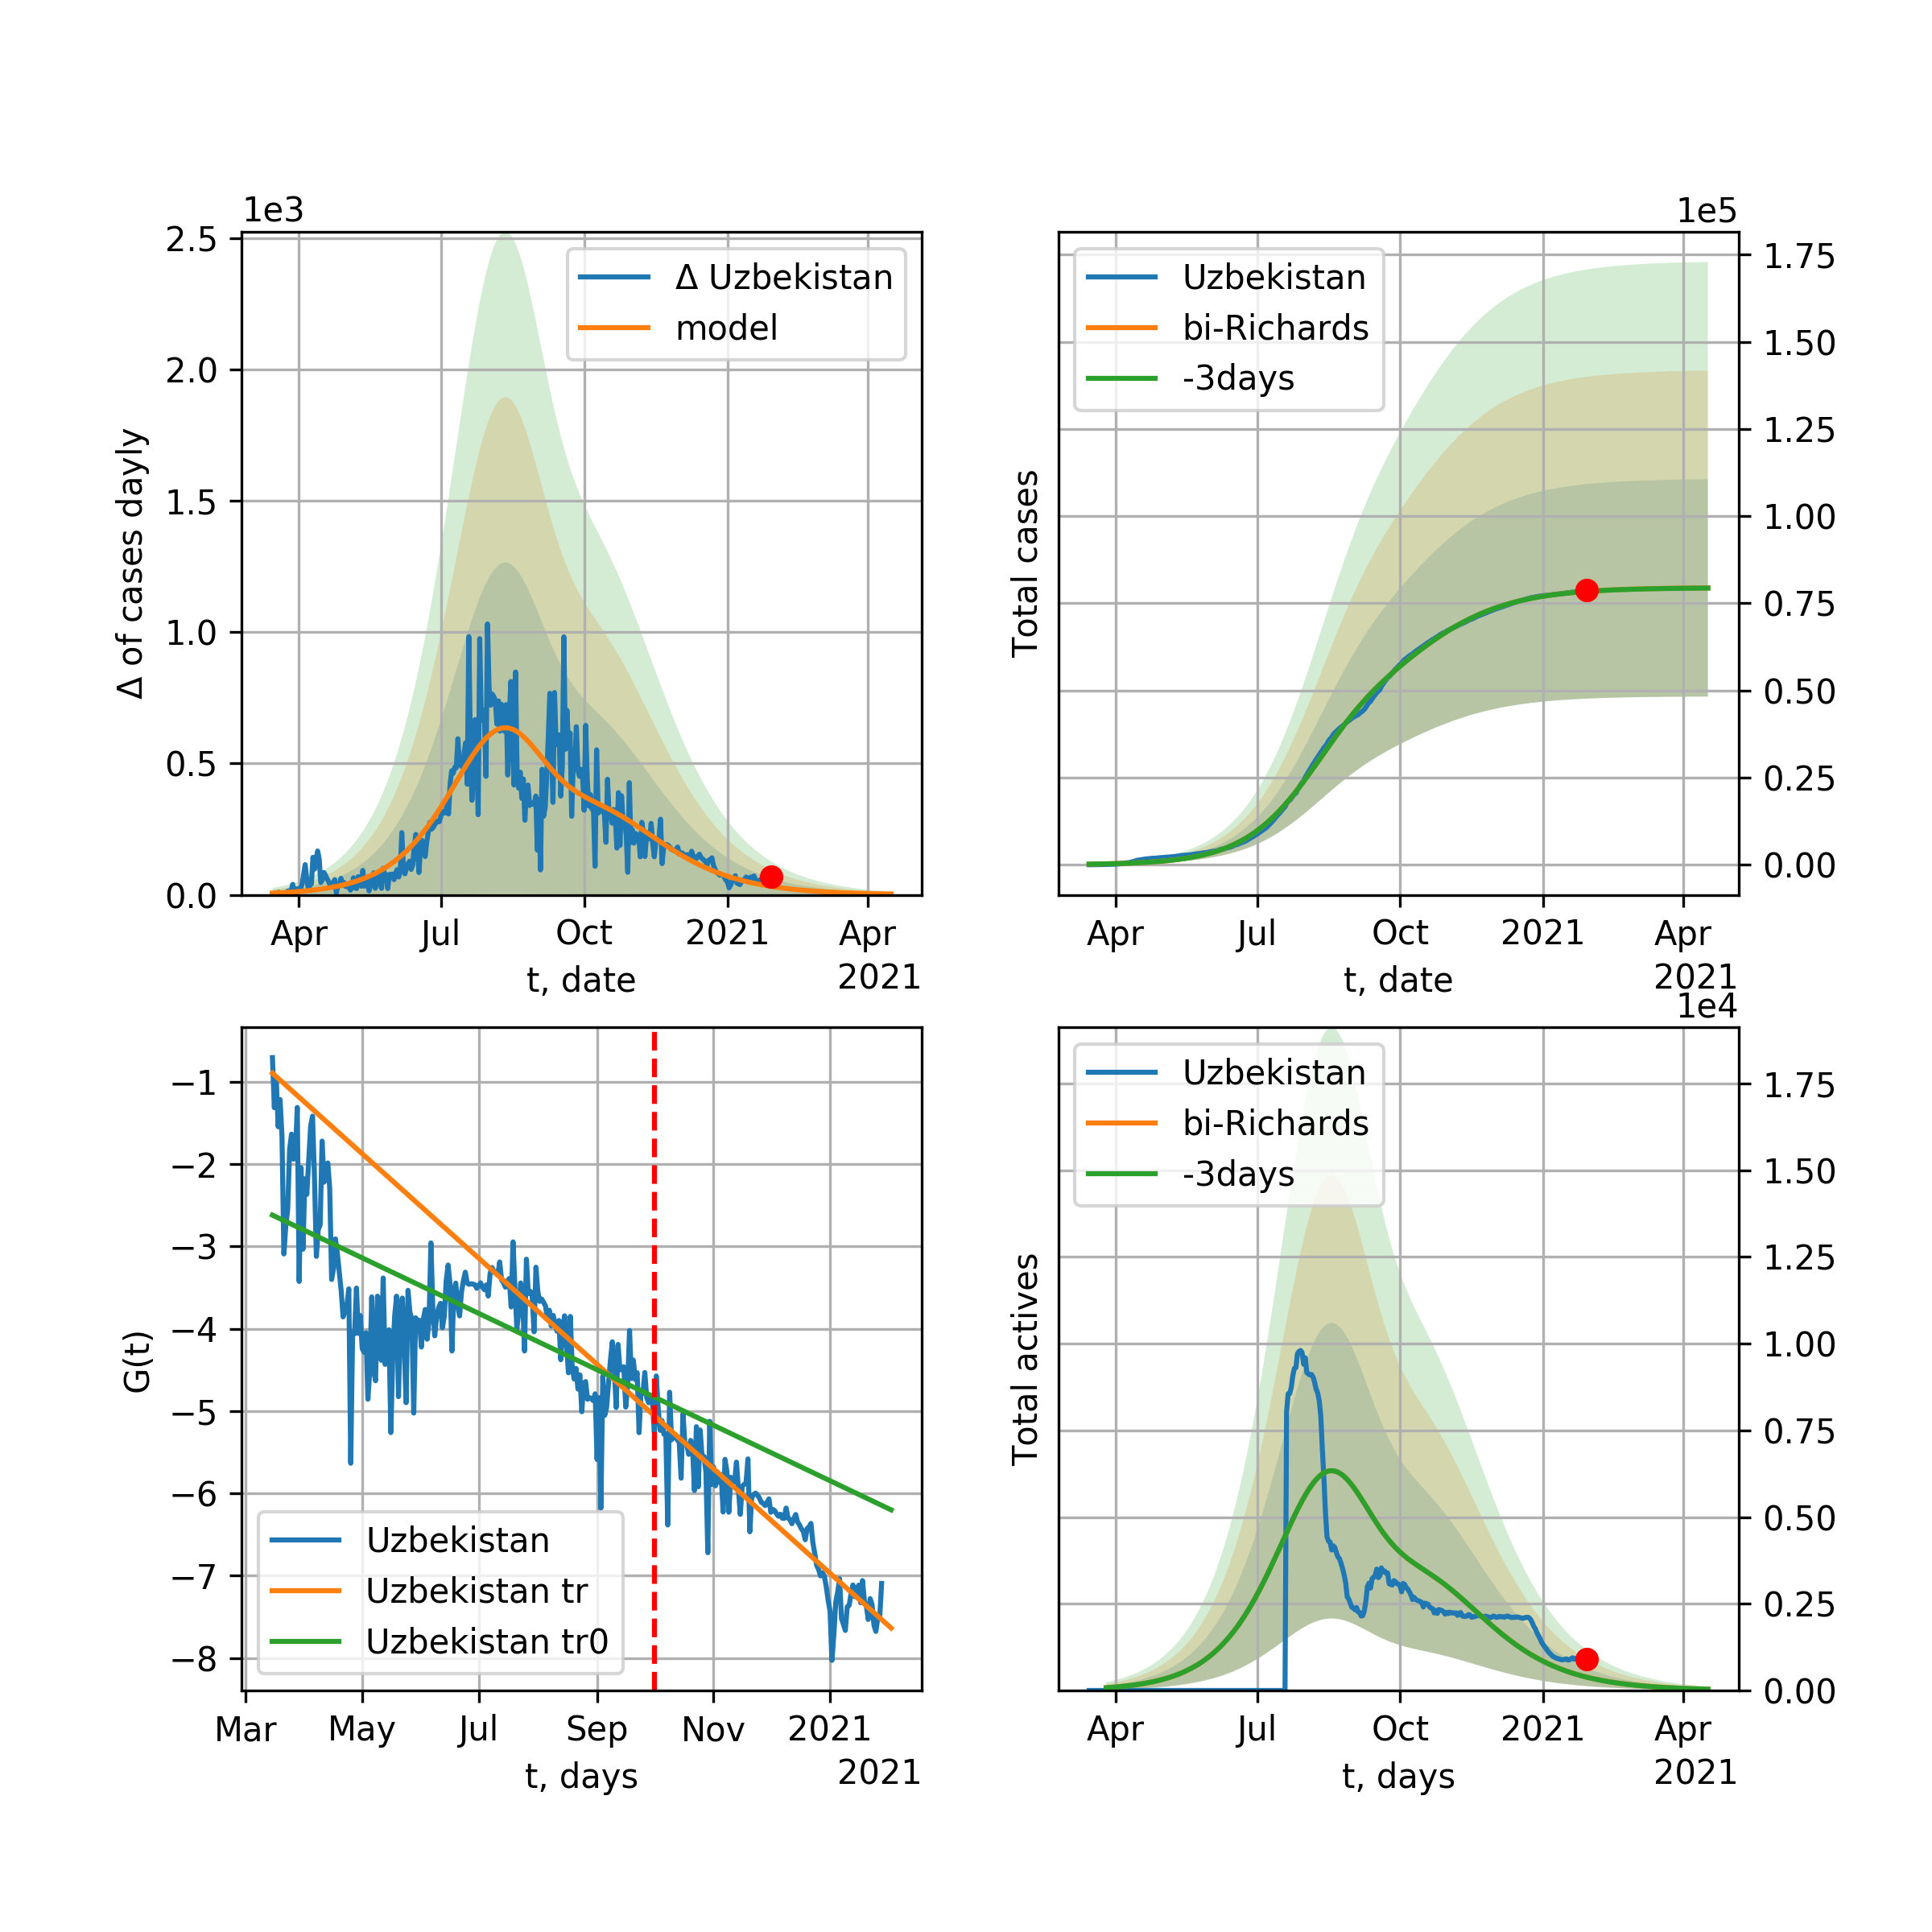 1e3
2.5
2.0
1.5
1.0
0.5
0.0
Δ of cases dayly
Δ Uzbekistan
model
Apr
Jul
Oct
2021
Apr
t, date
2021
1e5
Total cases
Uzbekistan
bi-Richards
-3days
1.75
1.50
1.25
1.00
0.75
0.50
0.25
0.00
Apr
Jul
Oct
2021
Apr
t, date
2021
−1
−2
−3
−4
−5
−6
−7
−8
G(t)
Uzbekistan
Uzbekistan tr
Uzbekistan tr0
Mar
May
Jul
Sep
Nov
2021
t, days
2021
1e4
Total actives
Uzbekistan
bi-Richards
-3days
1.75
1.50
1.25
1.00
0.75
0.50
0.25
0.00
Apr
Jul
Oct
2021
Apr
t, days
2021